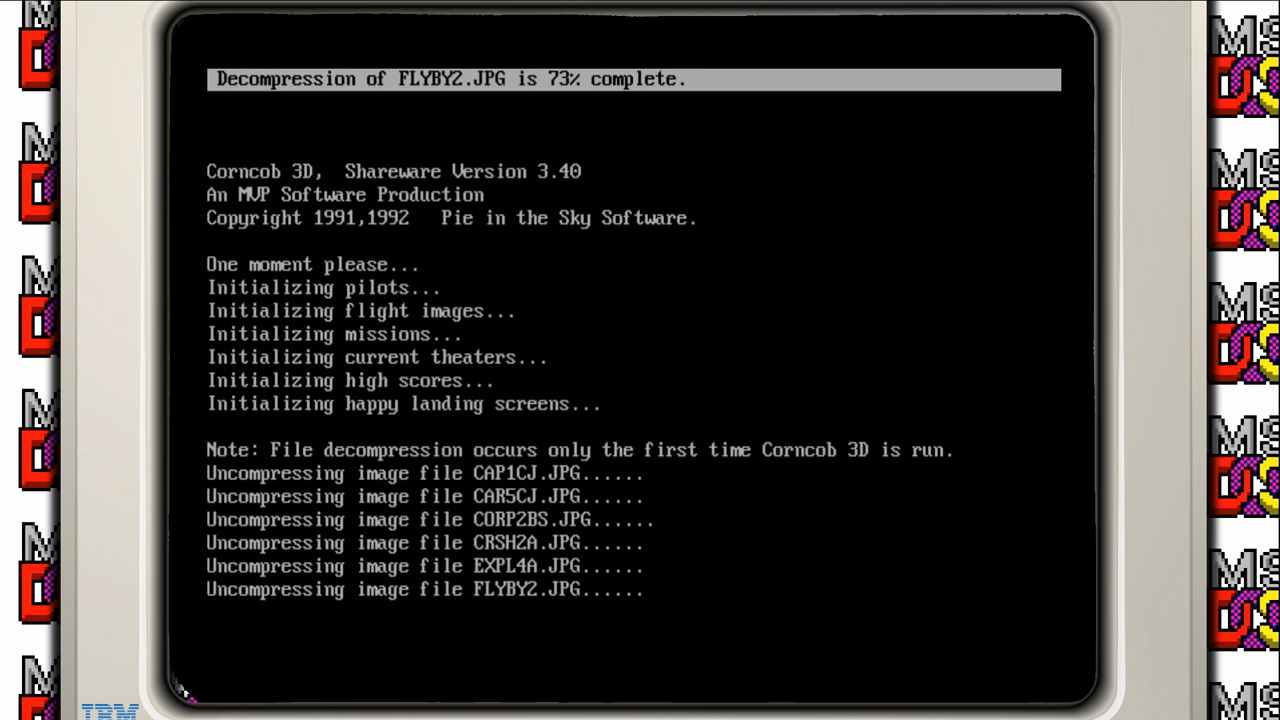 Decompression of FLYBY2.JPG is 73% complete.
Corncob 3D,  Shareware Version 3.40
An MVP Software Production
Copyright 1991,1992   Pie in the Sky Software.
One moment please...
Initializing pilots...
Initializing flight images...
Initializing missions...
Initializing current theaters...
Initializing high scores...
Initializing happy landing screens...
Note: File decompression occurs only the first time Corncob 3D is run.
Uncompressing image file CAP1CJ.JPG......
Uncompressing image file CAR5CJ.JPG......
Uncompressing image file CORP2BS.JPG......
Uncompressing image file CRSH2A.JPG......
Uncompressing image file EXPL4A.JPG......
Uncompressing image file FLYBY2.JPG......
IBM